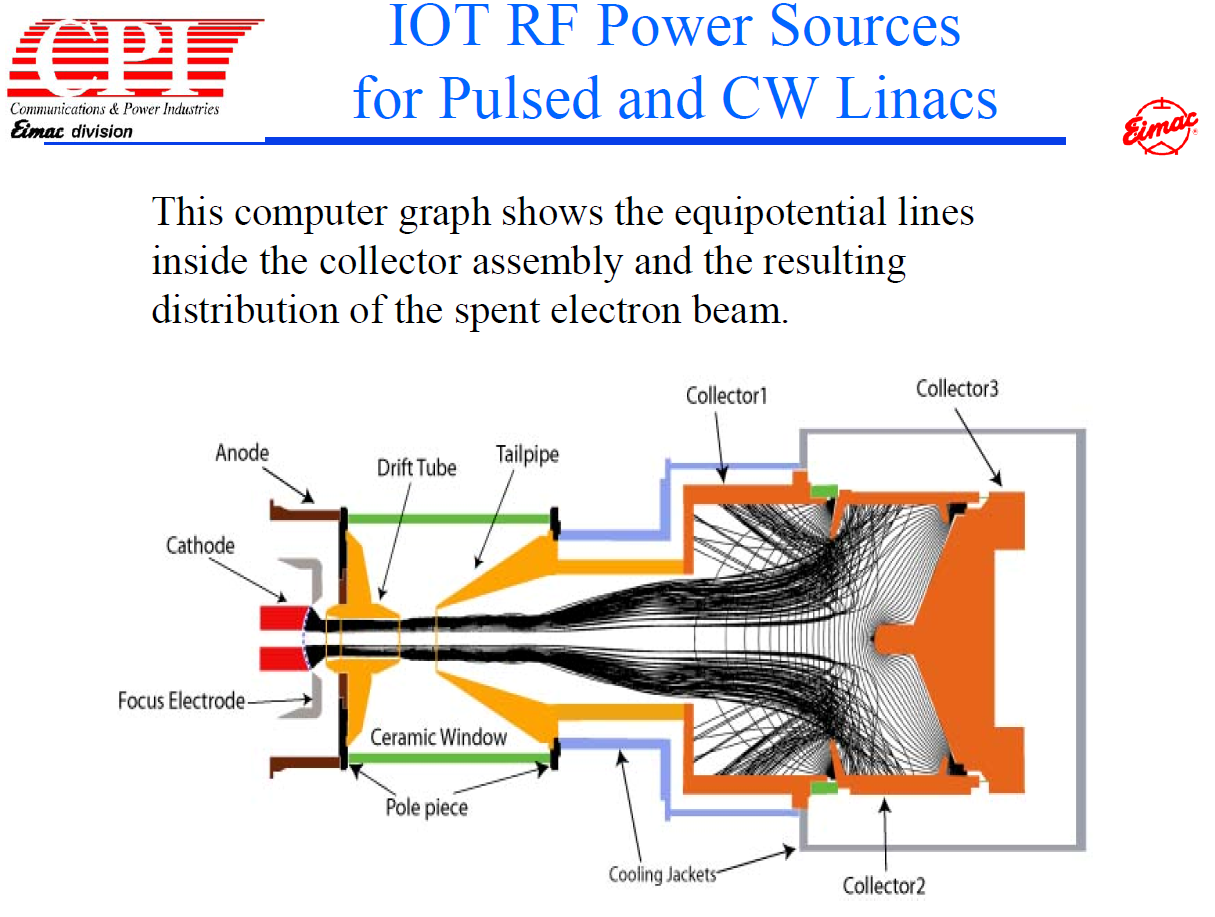 CPI
Communications & Power Industries
Eimac division
IOT RF Power Sources
for Pulsed and CW Linacs
Eimac®
This computer graph shows the equipotential lines
inside the collector assembly and the resulting
distribution of the spent electron beam.
Collector1
Collector3
Anode
Drift Tube
Tailpipe
Cathode
Focus Electrode
Ceramic Window
Pole piece
Cooling Jackets
Collector2